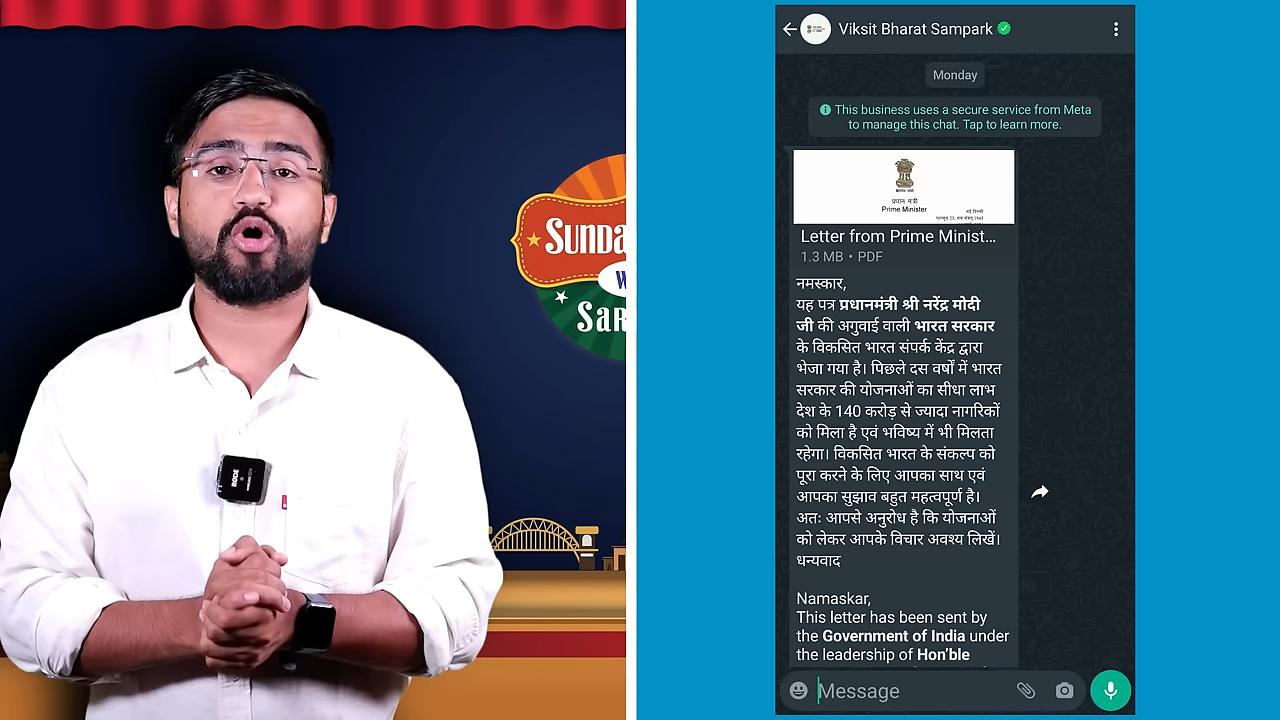 SUNDA
W
SAR
RODE
Viksit Bharat Sampark
Monday
This business uses a secure service from Meta
to manage this chat. Tap to learn more.
प्रधान मंत्री
Prime Minister
नई दिल्ली
Letter from Prime Minist...
1.3 MB • PDF
नमस्कार,
यह पत्र प्रधानमंत्री श्री नरेंद्र मोदी
जी की अगुवाई वाली भारत सरकार
के विकसित भारत संपर्क केंद्र द्वारा
भेजा गया है। पिछले दस वर्षों में भारत
सरकार की योजनाओं का सीधा लाभ
देश के 140 करोड़ से ज्यादा नागरिकों
को मिला है एवं भविष्य में भी मिलता
रहेगा। विकसित भारत के संकल्प को
पूरा करने के लिए आपका साथ एवं
आपका सुझाव बहुत महत्वपूर्ण है।
अतः आपसे अनुरोध है कि योजनाओं
को लेकर आपके विचार अवश्य लिखें।
धन्यवाद
Namaskar,
This letter has been sent by
the Government of India under
the leadership of Hon'ble
Message